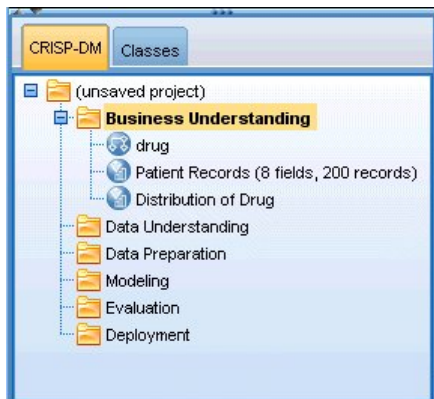 CRISP-DM Classes
(unsaved project)
Business Understanding
drug
Patient Records (8 fields, 200 records)
Distribution of Drug
Data Understanding
Data Preparation
Modeling
Evaluation
Deployment